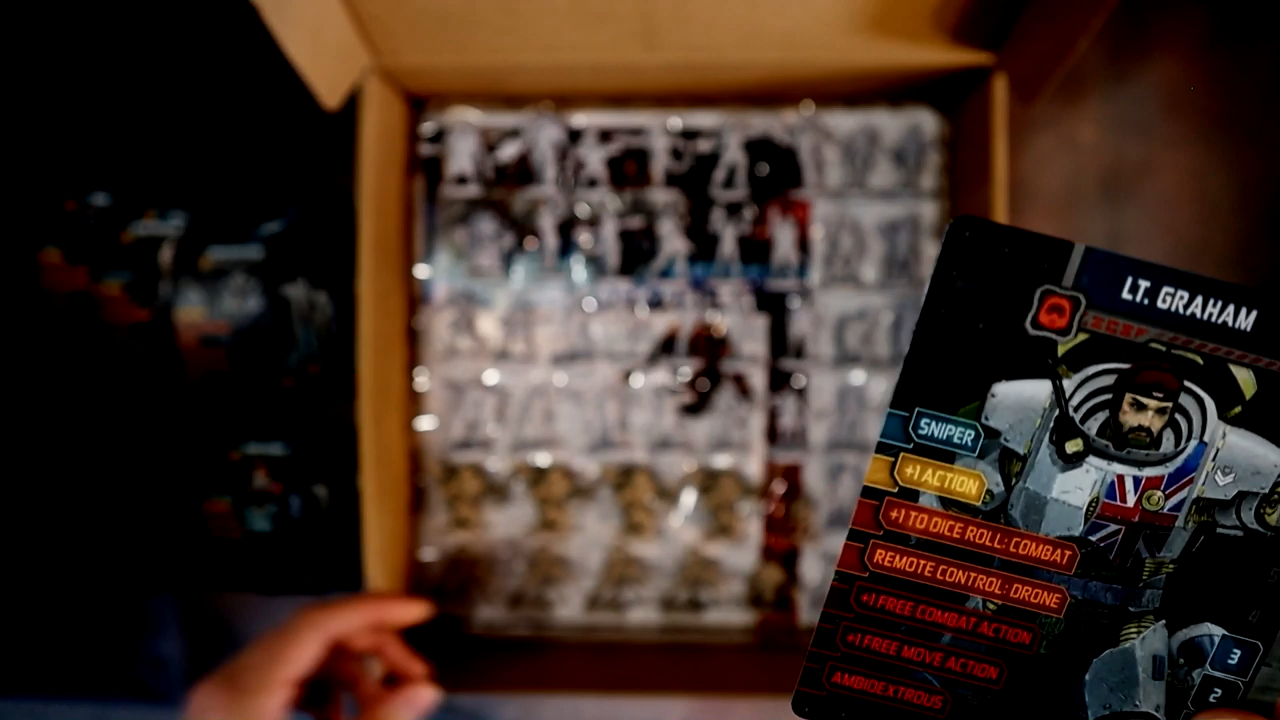 LT. GRAHAM
SNIPER
+1 ACTION
+1 TO DICE ROLL: COMBAT
REMOTE CONTROL: DRONE
+1 FREE COMBAT ACTION
+1 FREE MOVE ACTION
AMBIDEXTROUS
3
2